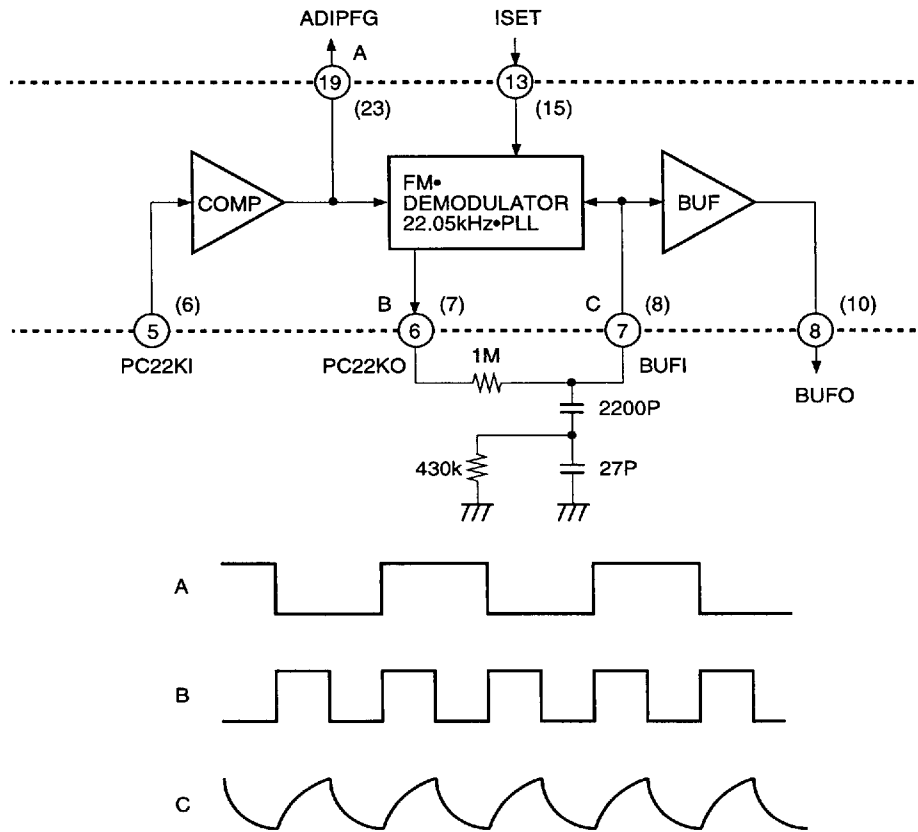 ADIPFG
ISET
A
19
13
(23)
(15)
COMP
FM•
DEMODULATOR
22.05kHz•PLL
BUF
(6)
B
(7)
C
(8)
(10)
5
6
7
8
PC22KI
PC22KO
1M
BUFI
BUFO
2200P
430k
27P
A
B
C